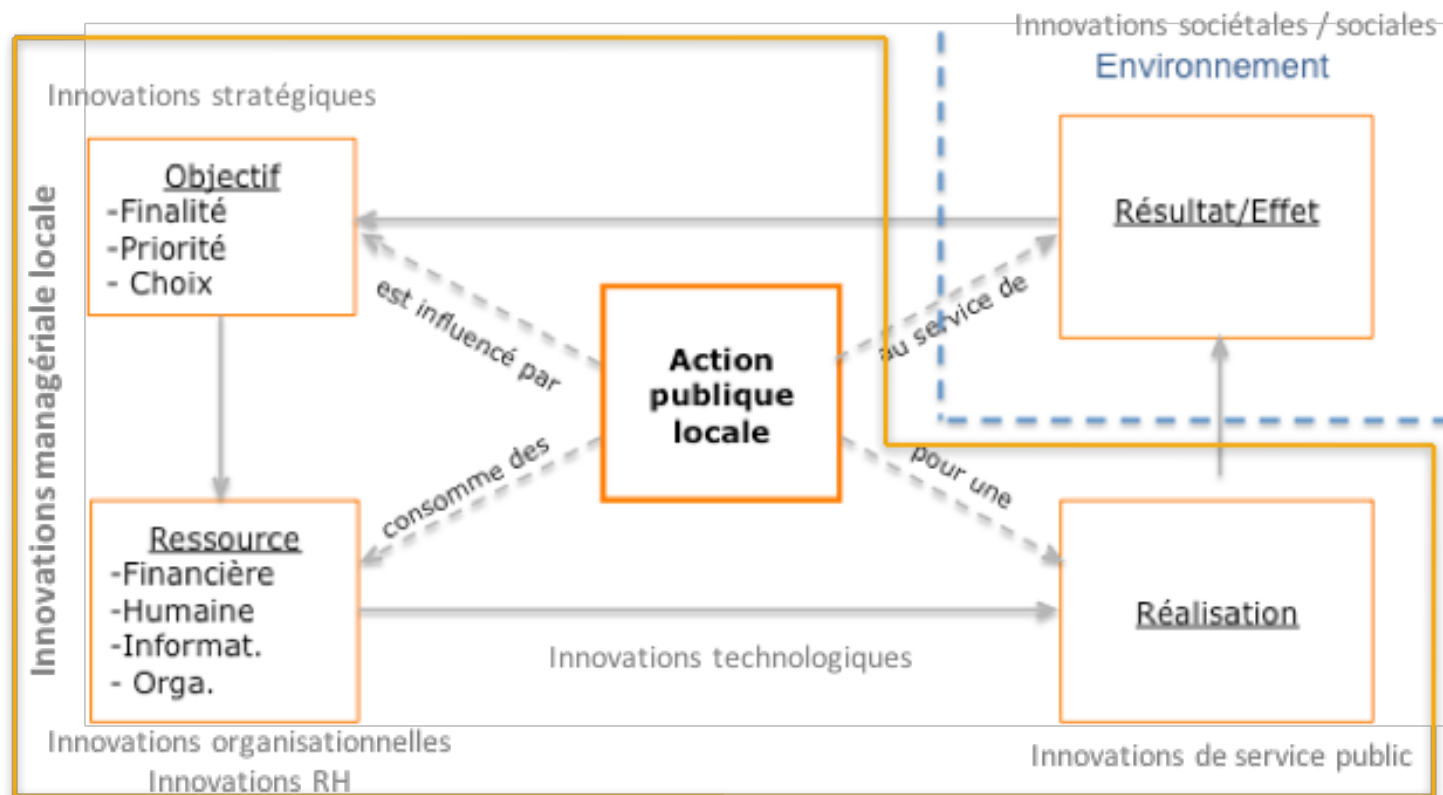 Innovations sociétales / sociales
Environnement
Innovations stratégiques
Innovations managériale locale
Objectif
-Finalité
-Priorité
- Choix
Résultat/Effet
est influencé par
au service de
Action
publique
locale
consomme des
pour une
Ressource
-Financière
-Humaine
-Informat.
- Orga.
Réalisation
Innovations technologiques
Innovations organisationnelles
Innovations RH
Innovations de service public